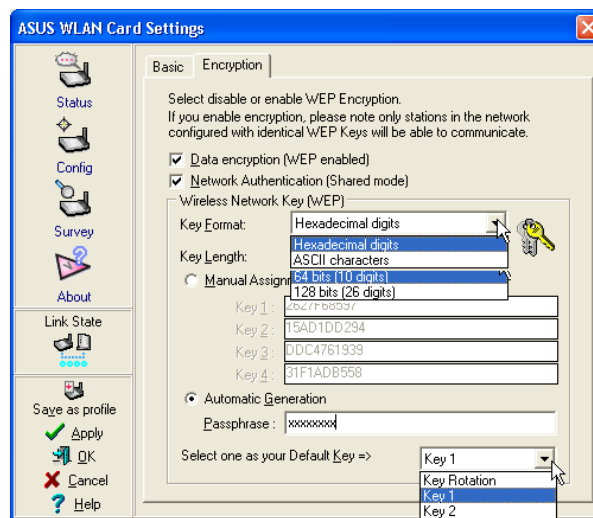 ASUS WLAN Card Settings
Status
Config
Survey
About
Link State
Save as profile
Apply
OK
Cancel
Help
Basic
Encryption
Select disable or enable WEP Encryption.
If you enable encryption, please note only stations in the network
configured with identical WEP Keys will be able to communicate.
Data encryption (WEP enabled)
Network Authentication (Shared mode)
Wireless Network Key (WEP)
Key Format: Hexadecimal digits
Hexadecimal digits
ASCII characters
Key Length:
64 bits (10 digits)
128 bits (26 digits)
Manual Assign
Key 1 : 2627F68597
Key 2 : 15AD1DD294
Key 3 : DDC4761939
Key 4 : 31F1ADB558
Automatic Generation
Passphrase : xxxxxxxx
Select one as your Default Key => Key 1
Key Rotation
Key 1
Key 2